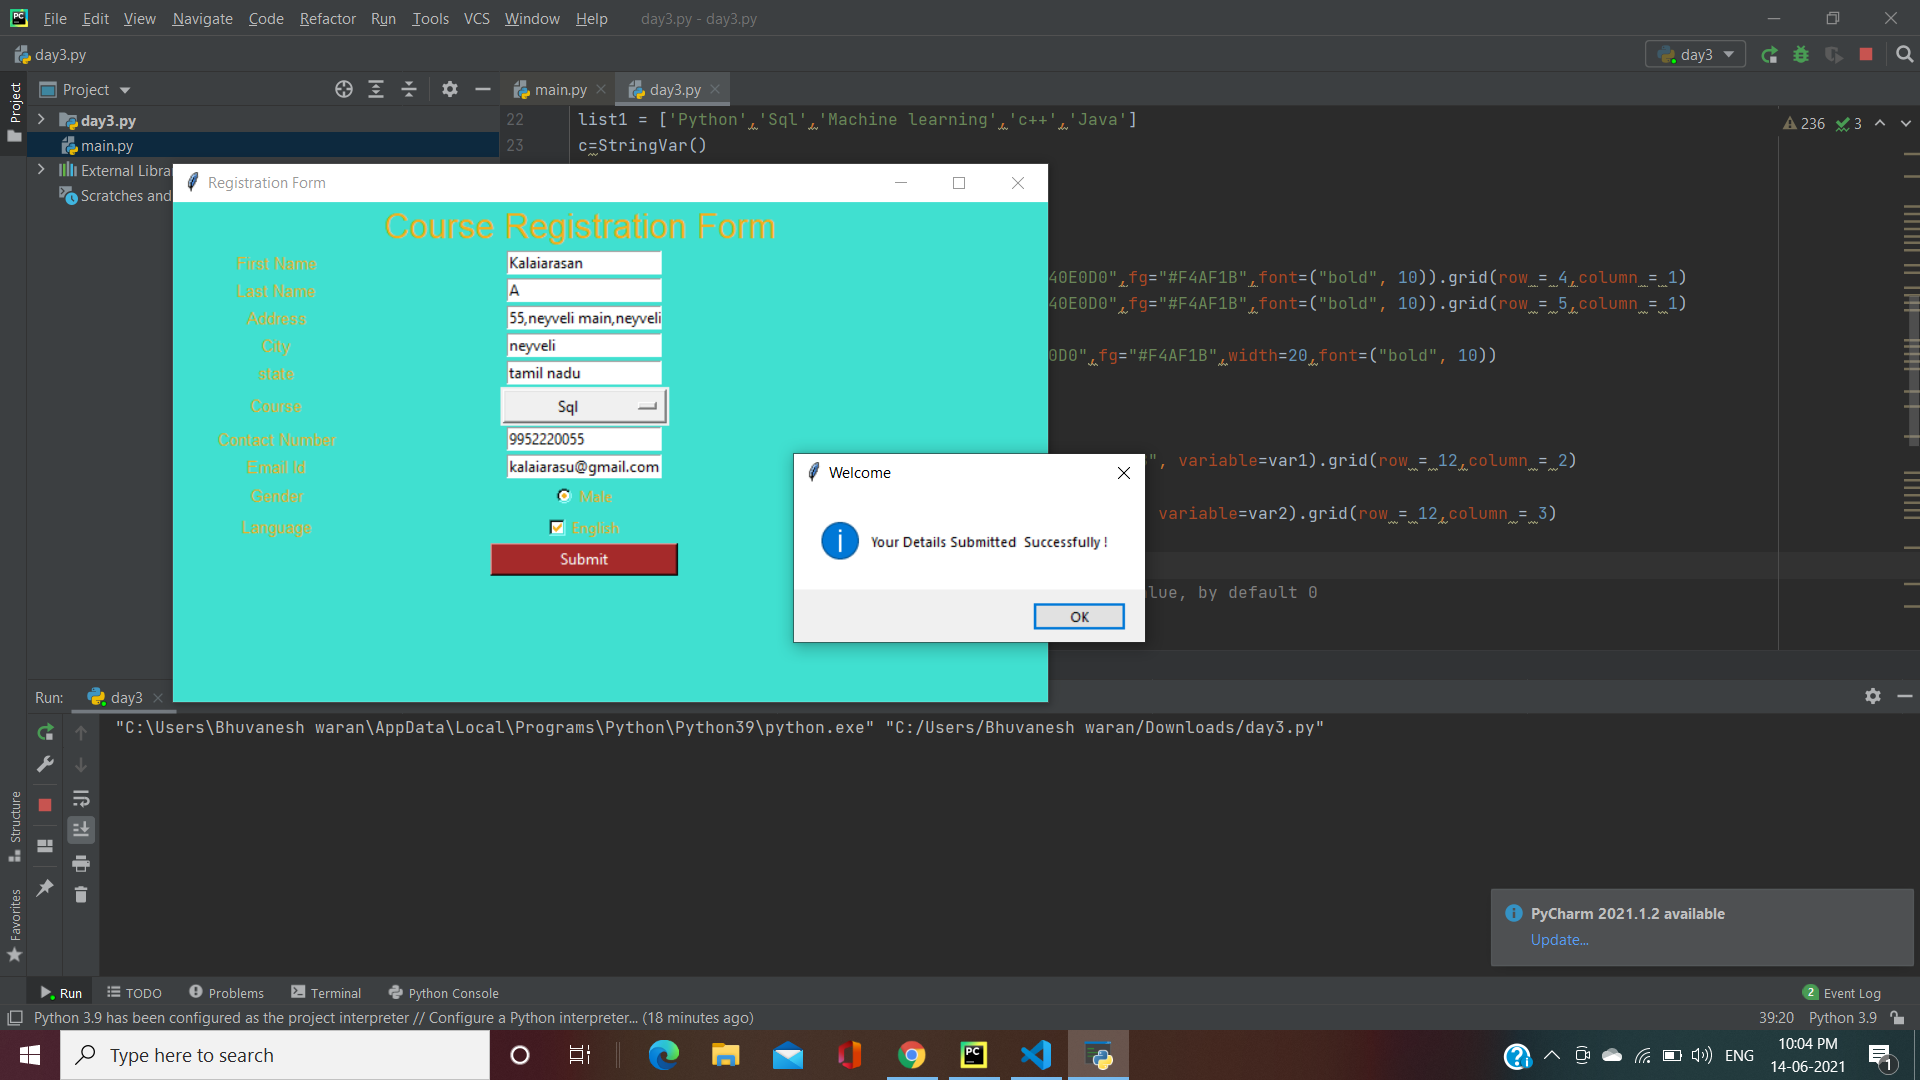 File Edit View Navigate Code Refactor Run Tools VCS Window Help day3.py - day3.py
day3.py
day3
Project
Project
main.py
day3.py
day3.py
main.py
External Libra
Scratches and
22 list1 = ['Python','Sql','Machine learning','c++','Java']
23 c=StringVar()
236 3
40E0D0",fg="#F4AF1B",font=("bold", 10)).grid(row = 4,column = 1)
40E0D0",fg="#F4AF1B",font=("bold", 10)).grid(row = 5,column = 1)
0D0",fg="#F4AF1B",width=20,font=("bold", 10))
", variable=var1).grid(row = 12,column = 2)
variable=var2).grid(row = 12,column = 3)
lue, by default 0
Registration Form
Course Registration Form
First Name Kalaiarasan
Last Name A
Address 55,neyveli main,neyveli
City neyveli
state tamil nadu
Course Sql
Contact Number 9952220055
Email Id kalaiarasu@gmail.com
Gender Male
Language English
Submit
Welcome
Your Details Submitted  Successfully !
OK
Run: day3
"C:\Users\Bhuvanesh waran\AppData\Local\Programs\Python\Python39\python.exe" "C:/Users/Bhuvanesh waran/Downloads/day3.py"
Structure
Favorites
PyCharm 2021.1.2 available
Update...
Run TODO Problems Terminal Python Console
2 Event Log
Python 3.9 has been configured as the project interpreter // Configure a Python interpreter... (18 minutes ago)
39:20 Python 3.9
Type here to search
ENG
10:04 PM
14-06-2021
1